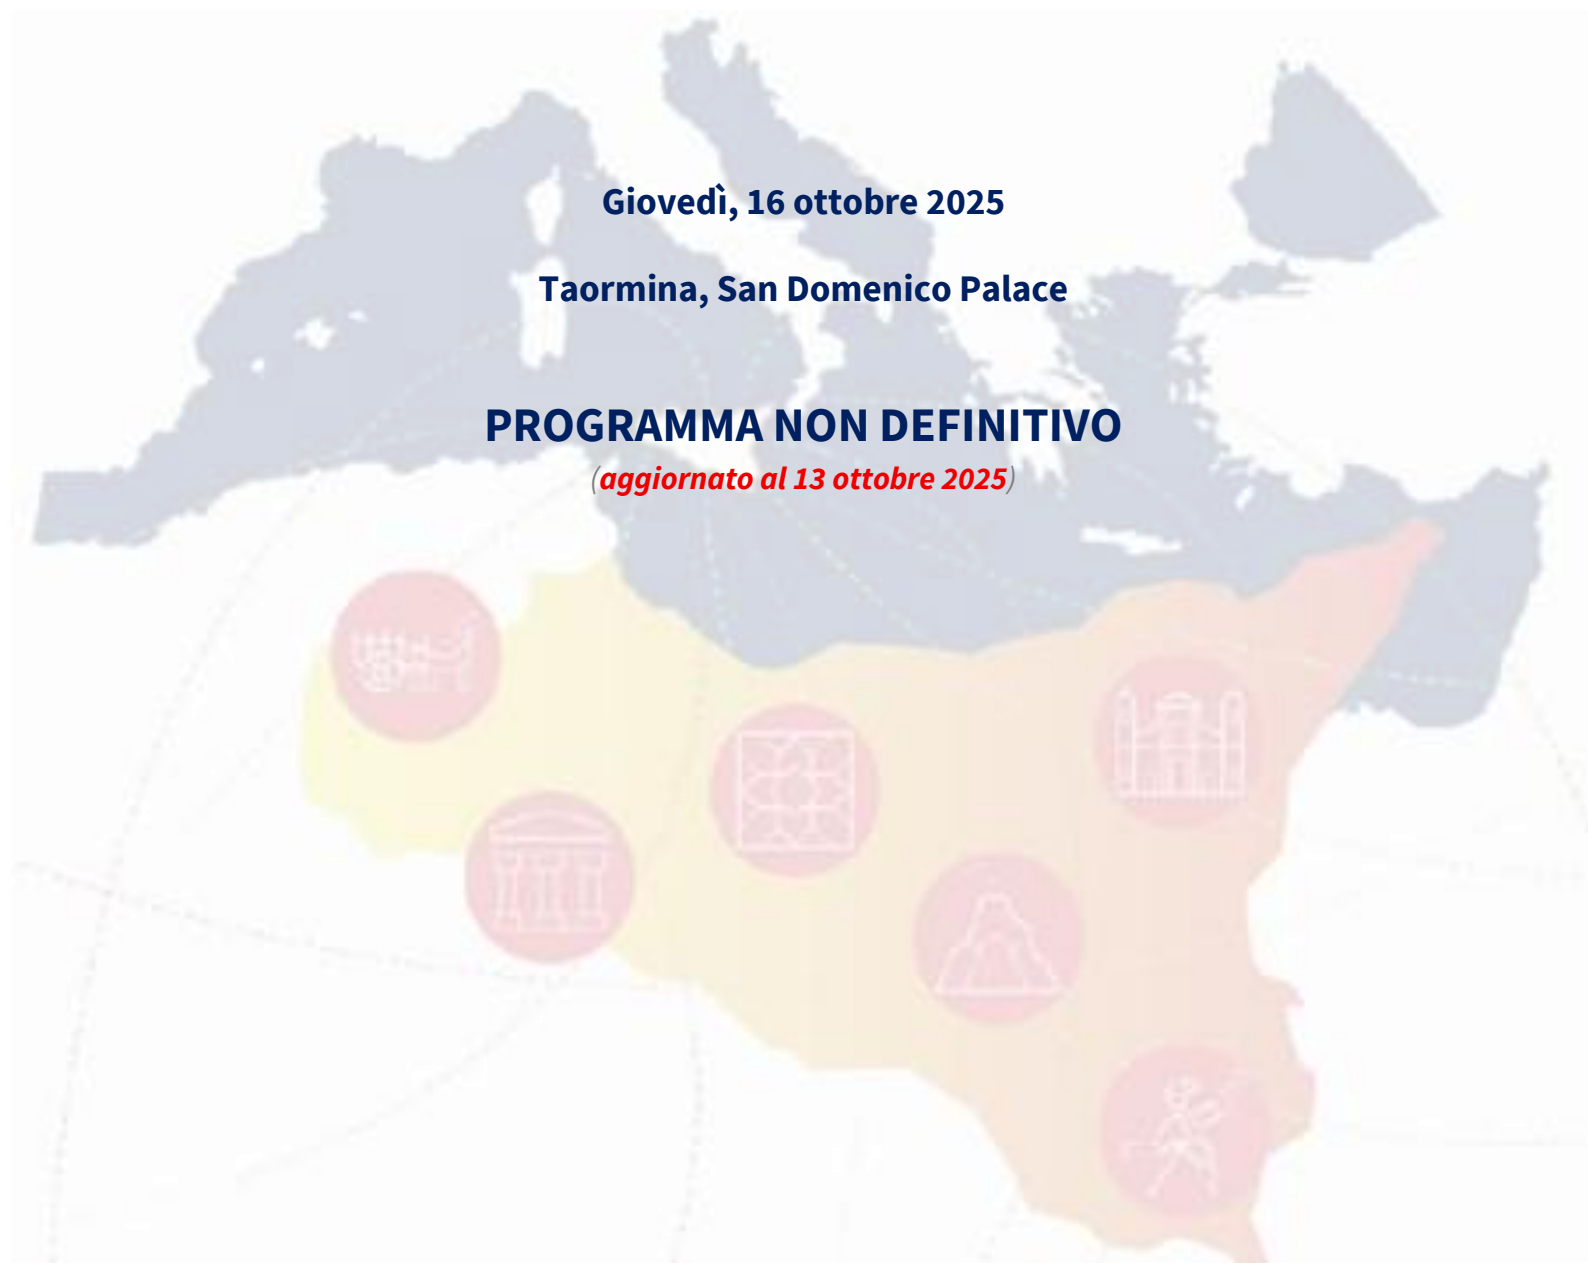 Giovedì, 16 ottobre 2025
Taormina, San Domenico Palace
PROGRAMMA NON DEFINITIVO
(aggiornato al 13 ottobre 2025)